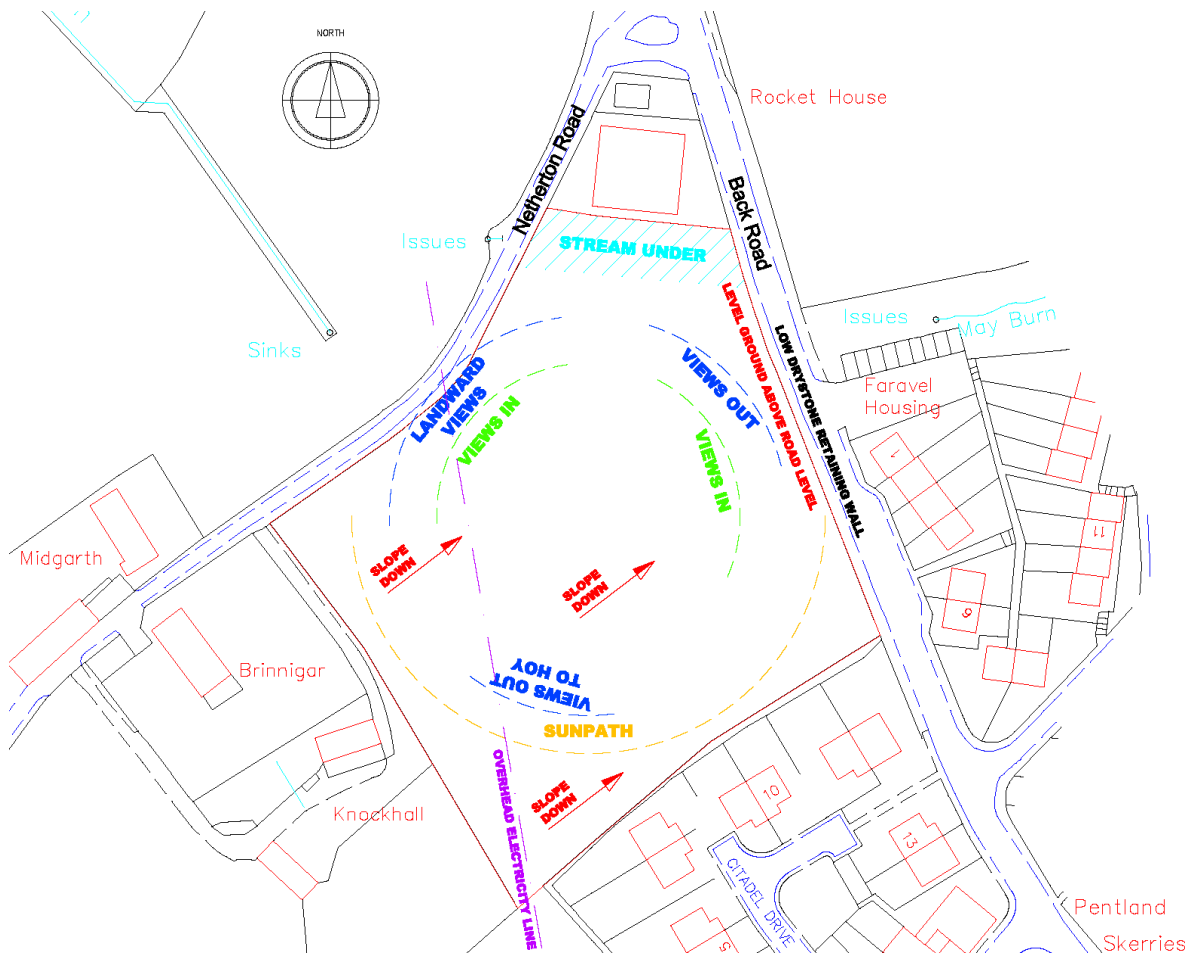 NORTH
Rocket House
Netherton Road
Back Road
Issues
STREAM UNDER
Sinks
Issues
May Burn
LEVEL GROUND ABOVE ROAD LEVEL
LOW DRYSTONE RETAINING WALL
LANDWARD
VIEWS
VIEWS IN
VIEWS OUT
VIEWS IN
Faravel
Housing
1
11
9
Midgarth
SLOPE
DOWN
SLOPE
DOWN
Brinnigar
VIEWS OUT
TO HOY
SUNPATH
OVERHEAD ELECTRICITY LINE
SLOPE
DOWN
Knockhall
10
13
CITADEL DRIVE
5
Pentland
Skerries